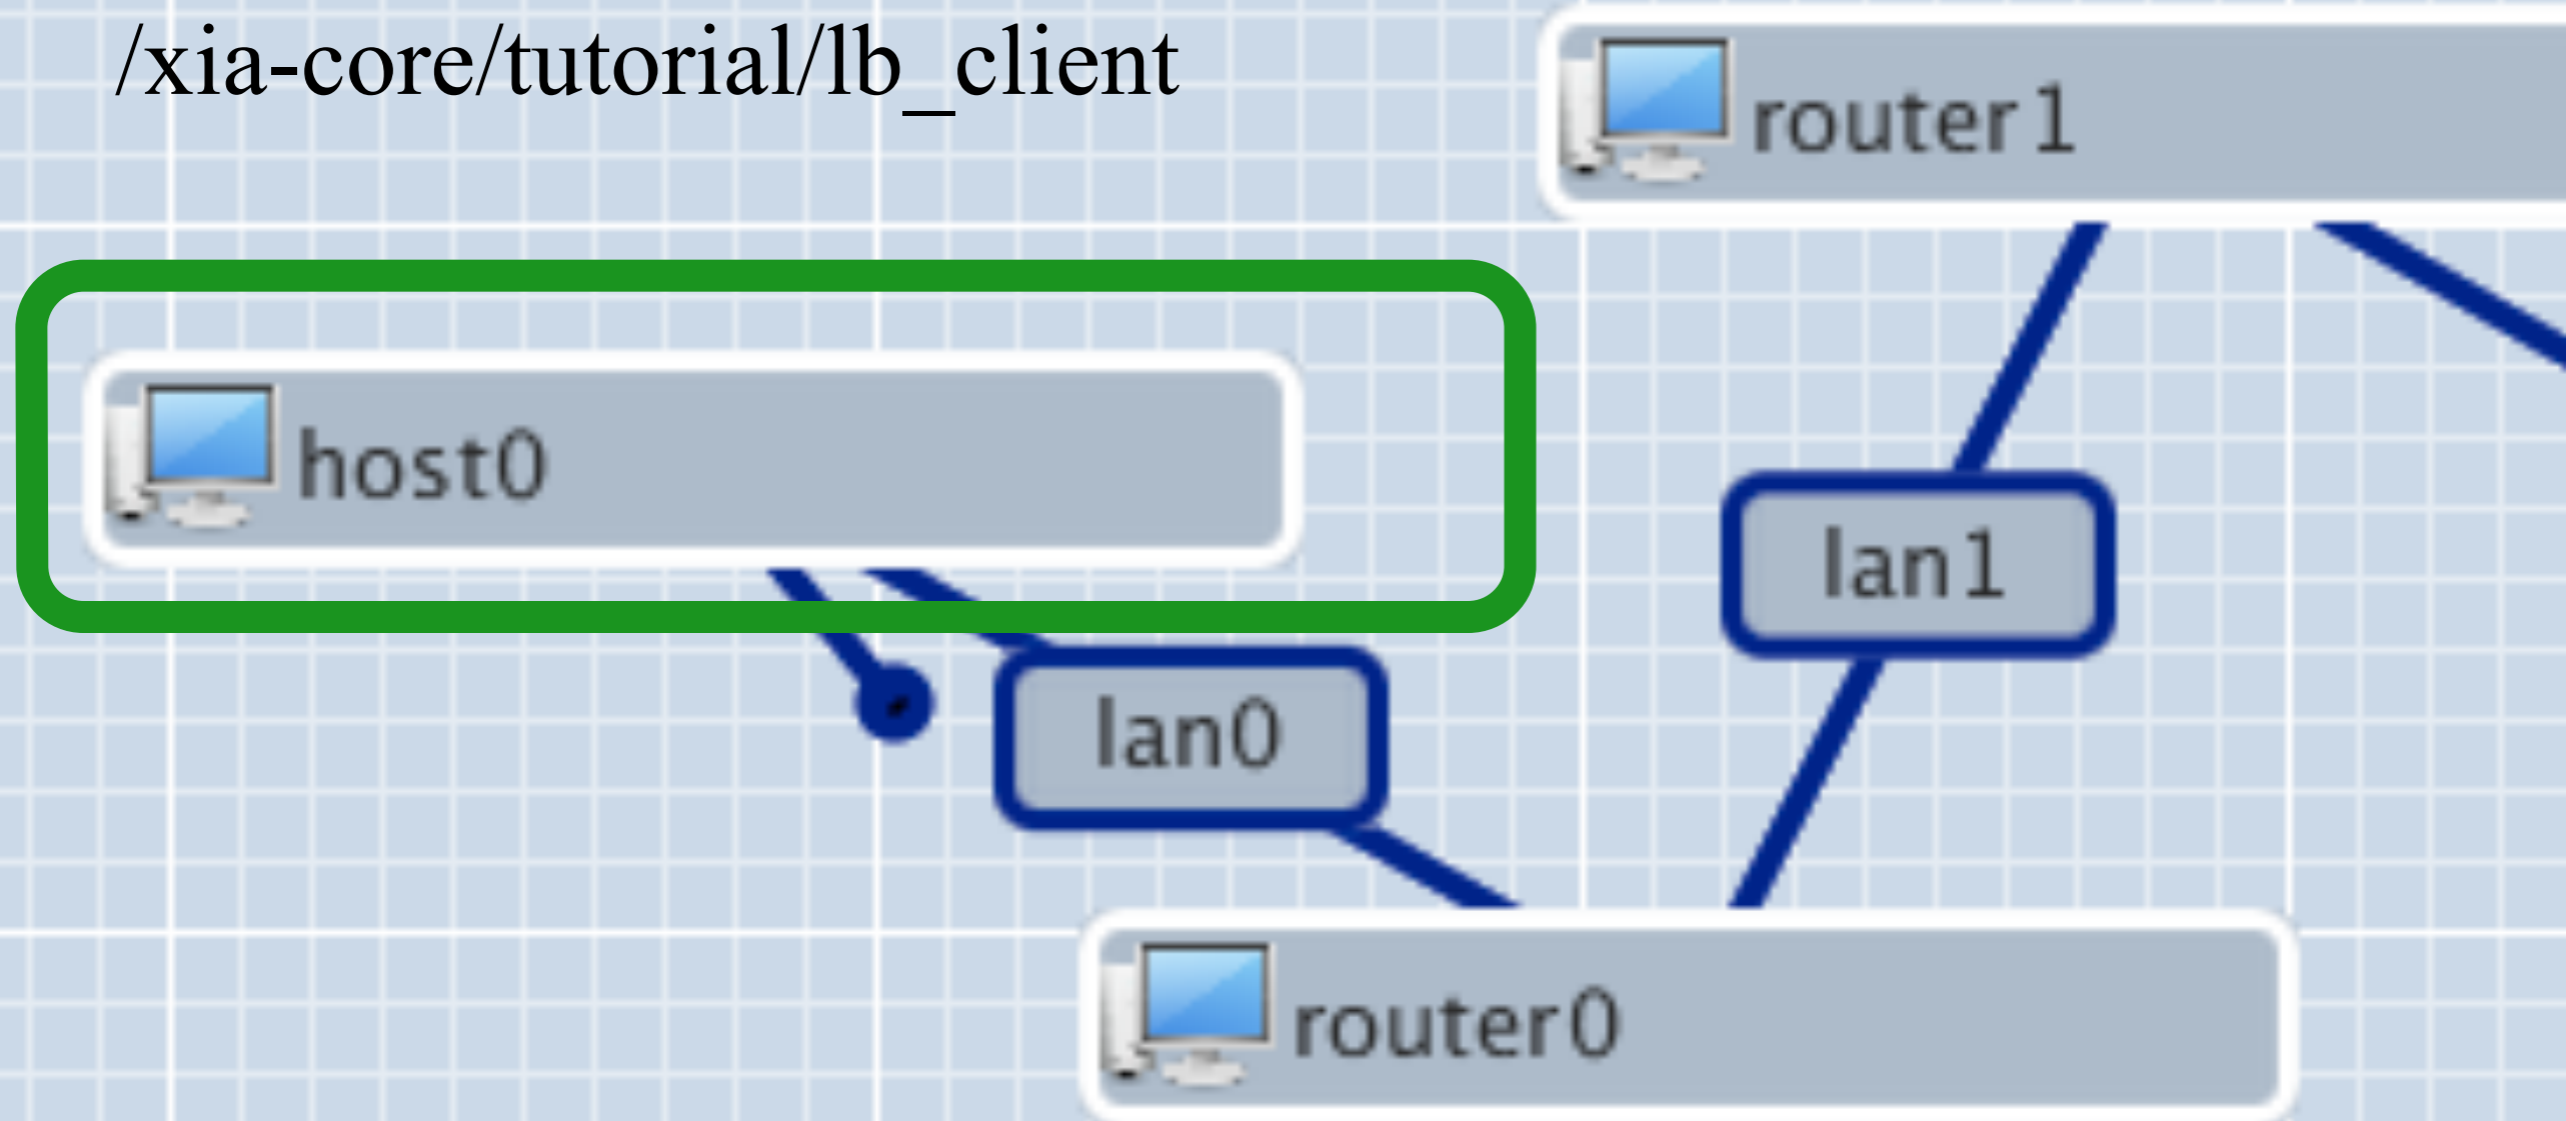 /xia-core/tutorial/lb_client
router1
host0
lan1
lan0
router0